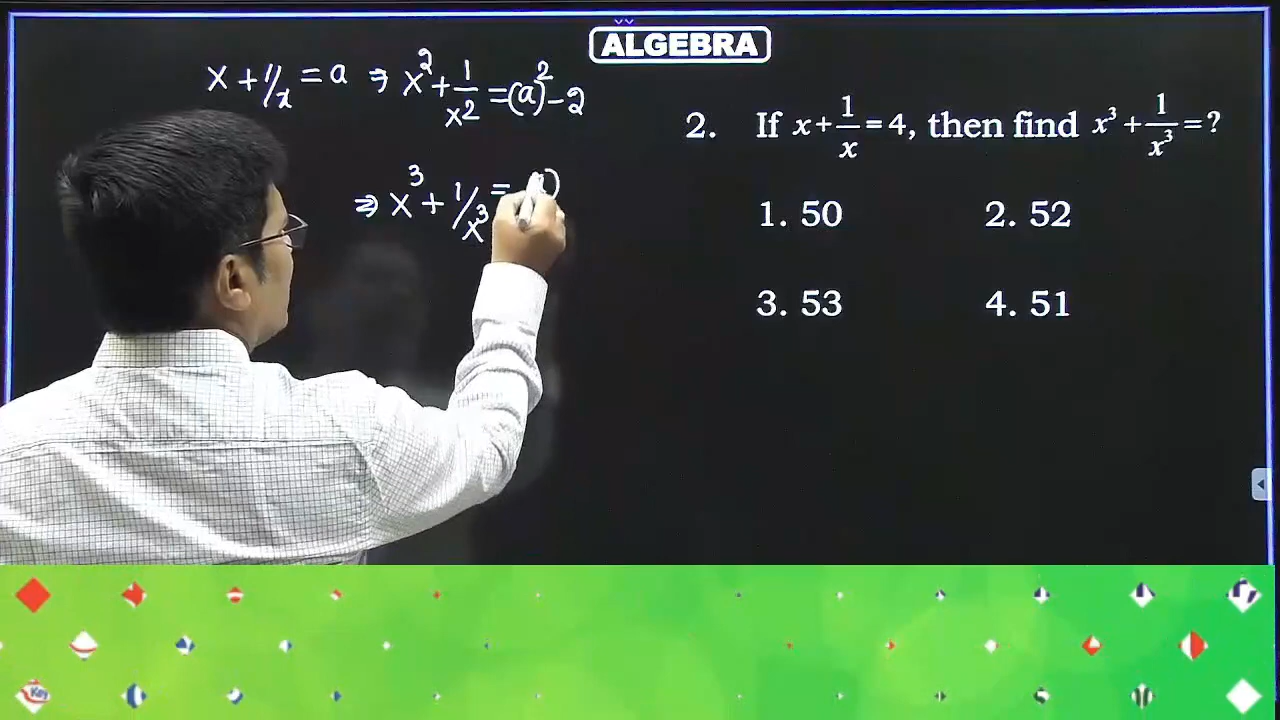 ALGEBRA
x + 1/x = a ⇒ x² + 1/x² = (a)² - 2
⇒ x³ + 1/x³ =
2. If x + 1/x = 4, then find x³ + 1/x³ = ?
1. 50 2. 52
3. 53 4. 51
Key